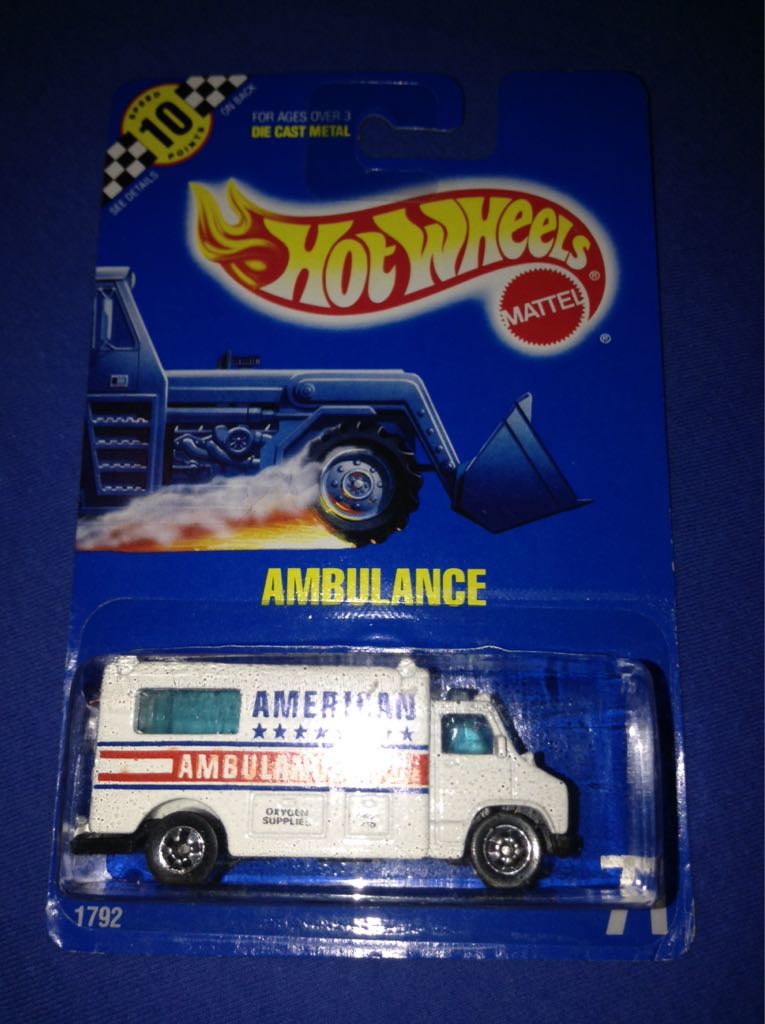 SPEED
10
POINTS
ON BACK
SEE DETAILS
FOR AGES OVER 3
DIE CAST METAL
HOT WHEELS®
MATTEL
®
AMBULANCE
AMERICAN
OXYGEN
SUPPLIES
1792